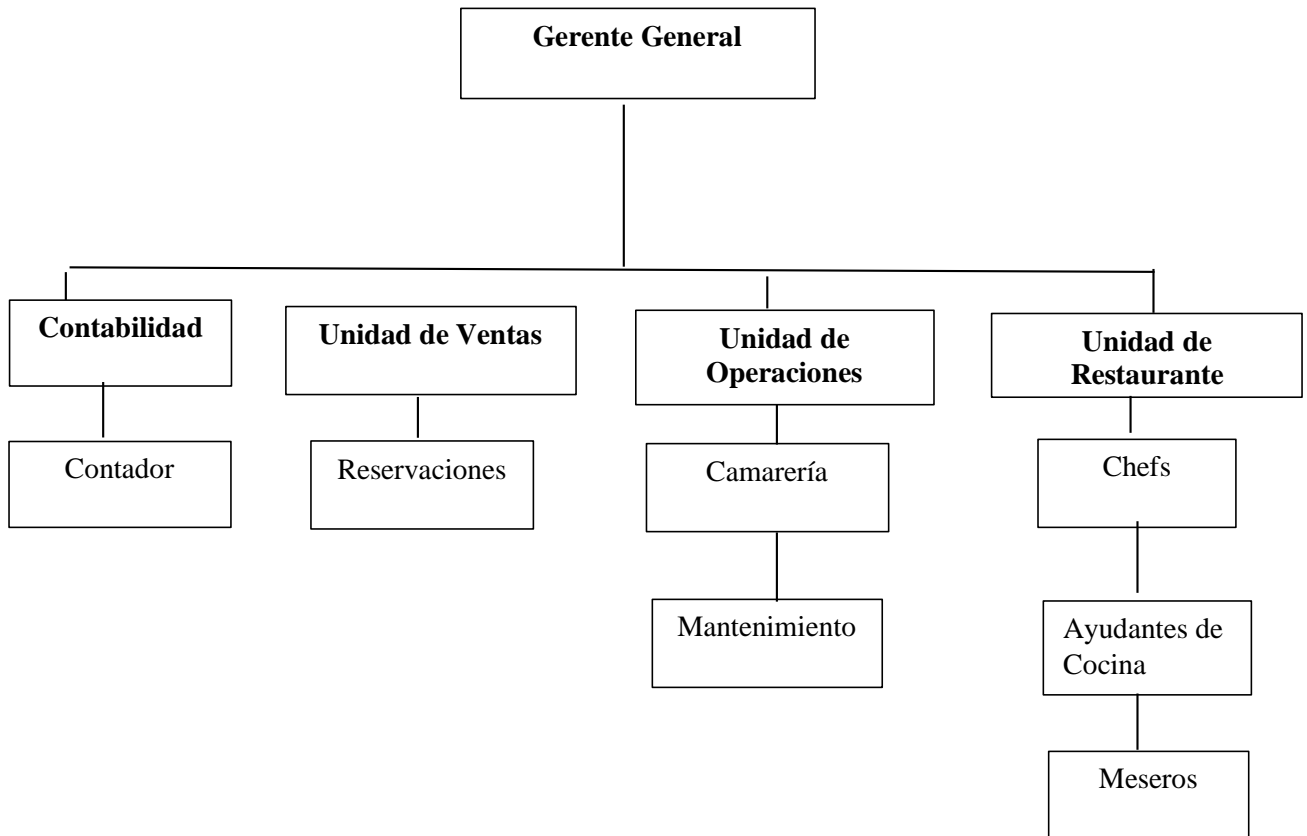 Gerente General
Contabilidad
Unidad de Ventas
Unidad de
Operaciones
Unidad de
Restaurante
Contador
Reservaciones
Camarería
Chefs
Mantenimiento
Ayudantes de
Cocina
Meseros